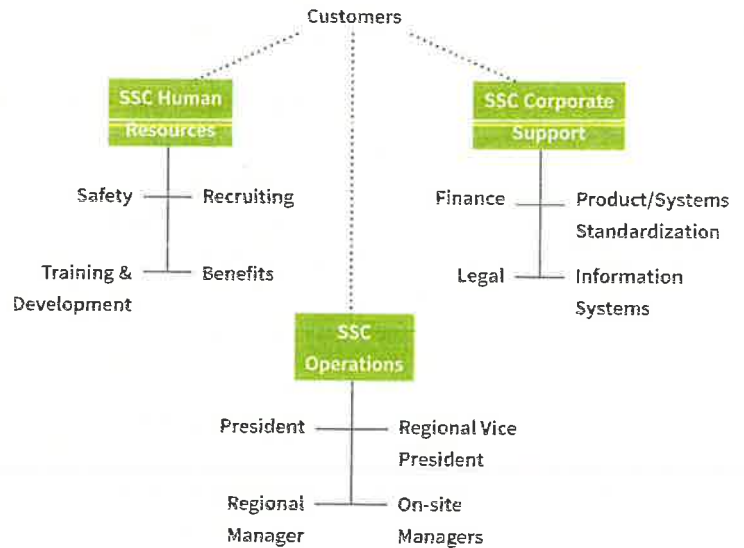 Customers
SSC Human
Resources
SSC Corporate
Support
Safety
Recruiting
Training &
Development
Benefits
Finance
Product/Systems
Standardization
Legal
Information
Systems
SSC
Operations
President
Regional Vice
President
Regional
Manager
On-site
Managers